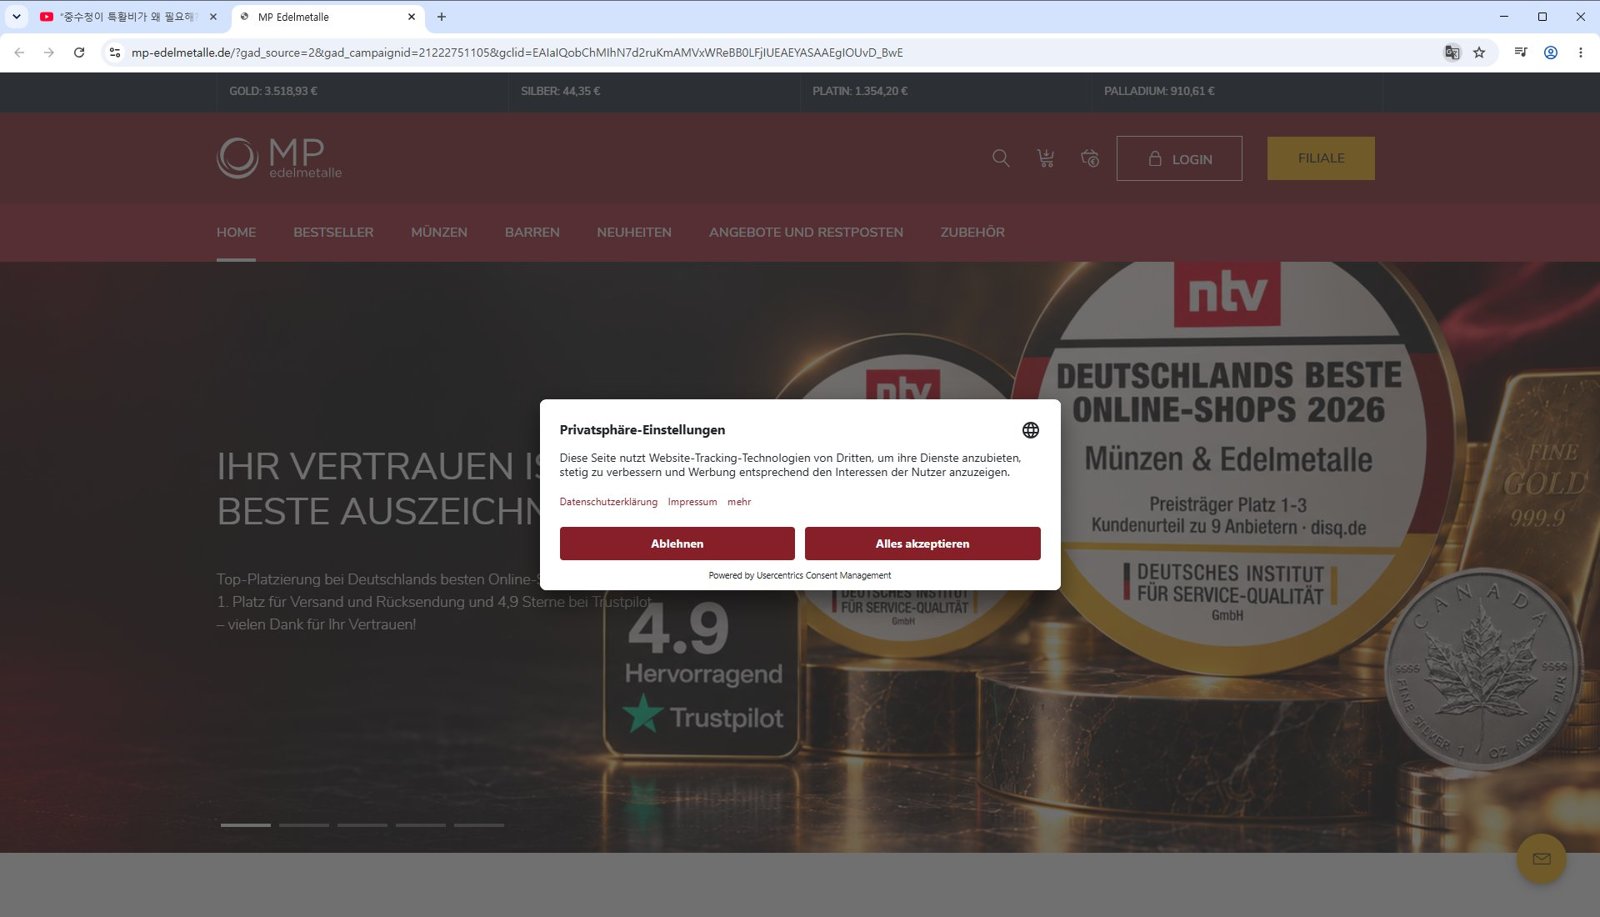 "중수청이 특활비가 왜 필요해?
MP Edelmetalle
mp-edelmetalle.de/?gad_source=2&gad_campaignid=21222751105&gclid=EAIaIQobChMIhN7d2ruKmAMVxWReBB0LFjIUEAEYASAAEgIOUvD_BwE
GOLD: 3.518,93 €
SILBER: 44,35 €
PLATIN: 1.354,20 €
PALLADIUM: 910,61 €
MP
edelmetalle
LOGIN
FILIALE
HOME
BESTSELLER
MÜNZEN
BARREN
NEUHEITEN
ANGEBOTE UND RESTPOSTEN
ZUBEHÖR
IHR VERTRAUEN IS
BESTE AUSZEICHN
Top-Platzierung bei Deutschlands besten Online-S
1. Platz für Versand und Rücksendung und 4,9 Sterne bei Trustpilot
– vielen Dank für Ihr Vertrauen!
Privatsphäre-Einstellungen
Diese Seite nutzt Website-Tracking-Technologien von Dritten, um ihre Dienste anzubieten,
stetig zu verbessern und Werbung entsprechend den Interessen der Nutzer anzuzeigen.
Datenschutzerklärung
Impressum
mehr
Ablehnen
Alles akzeptieren
Powered by Usercentrics Consent Management
ntv
DEUTSCHES INSTITUT
FÜR SERVICE-QUALITÄT
GmbH
ntv
DEUTSCHLANDS BESTE
ONLINE-SHOPS 2026
Münzen & Edelmetalle
Preisträger Platz 1-3
Kundenurteil zu 9 Anbietern · disq.de
DEUTSCHES INSTITUT
FÜR SERVICE-QUALITÄT
GmbH
4.9
Hervorragend
Trustpilot
FINE
GOLD
999.9
CANADA
9999
9999
FINE SILVER 1 OZ ARGENT PUR